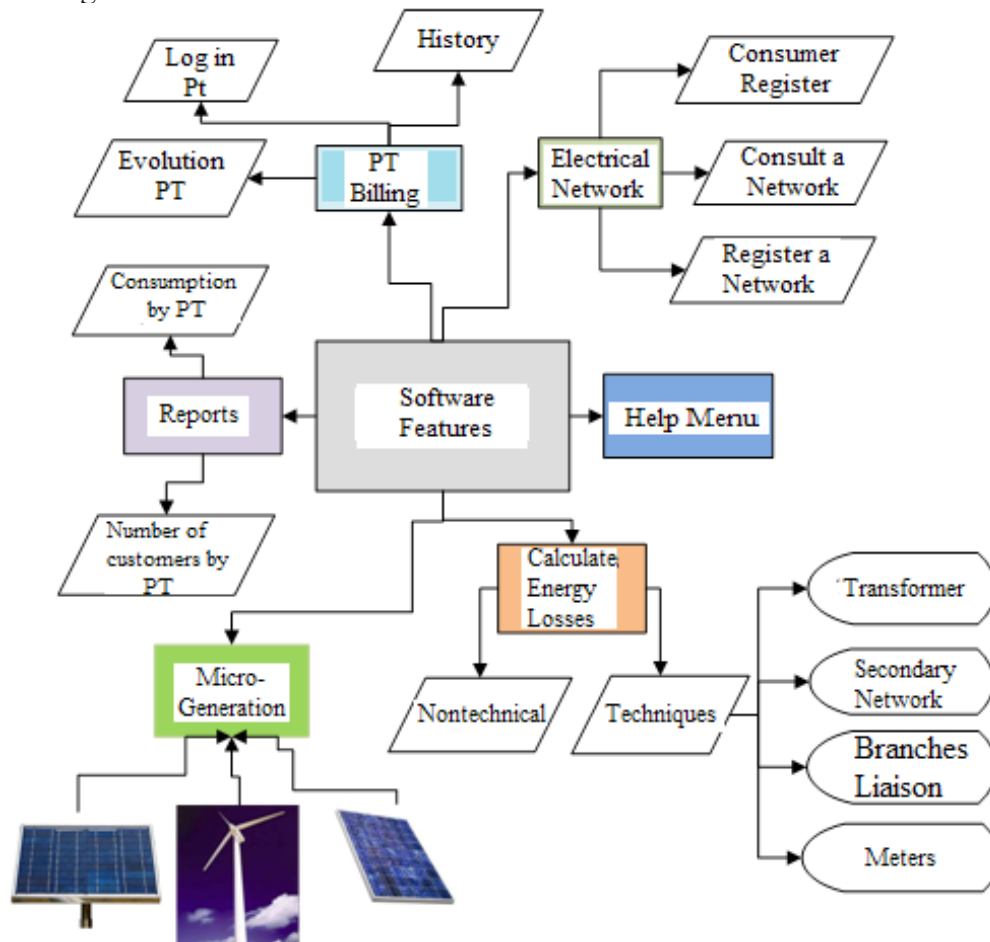 History
Log in
Pt
Consumer
Register
Evolution
PT
PT
Billing
Electrical
Network
Consult a
Network
Register a
Network
Consumption
by PT
Reports
Software
Features
Help Menu
Number of
customers by
PT
Calculate
Energy
Losses
Transformer
Micro-
Generation
Nontechnical
Techniques
Secondary
Network
Branches
Liaison
Meters